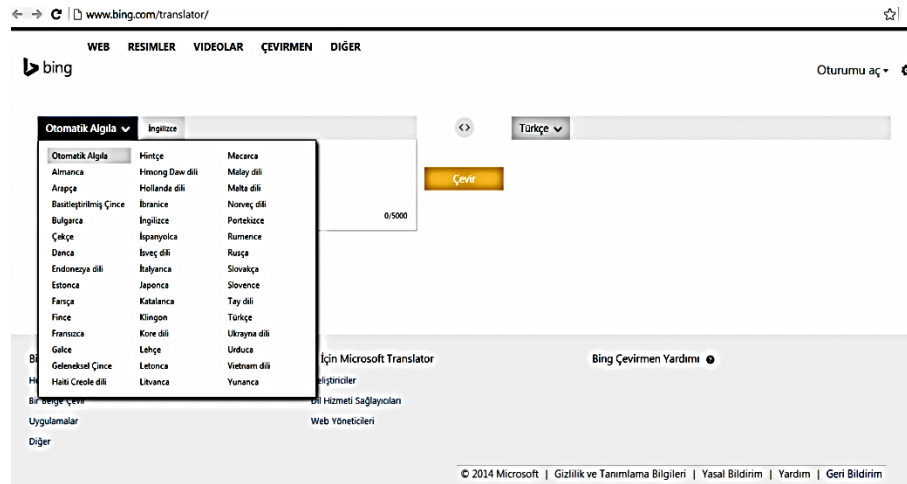 www.bing.com/translator/
WEB RESIMLER VIDEOLAR ÇEVIRMEN DIĞER
bing
Oturumu aç
Otomatik Algıla İngilizce
Türkçe
Otomatik Algıla Hintçe Macarca
Almanca Hmong Daw dili Malay dili
Arapça Hollanda dili Malta dili
Basitleştirilmiş Çince İbranice Norveç dili
Bulgarca İngilizce Portekizce
Çekçe İspanyolca Rumence
Danca İsveç dili Rusça
Endonezya dili İtalyanca Slovakça
Estonca Japonca Slovence
Farsça Katalanca Tay dili
Fince Klingon Türkçe
Fransızca Kore dili Ukrayna dili
Galce Lehçe Urduca
Geleneksel Çince Letonca Vietnam dili
Haiti Creole dili Litvanca Yunanca
Çevir
0/5000
İçin Microsoft Translator
Bing Çevirmen Yardımı
Bir Belge Çevir
Dil Hizmeti Sağlayıcıları
Uygulamalar
Web Yöneticileri
Diğer
© 2014 Microsoft | Gizlilik ve Tanımlama Bilgileri | Yasal Bildirim | Yardım | Geri Bildirim